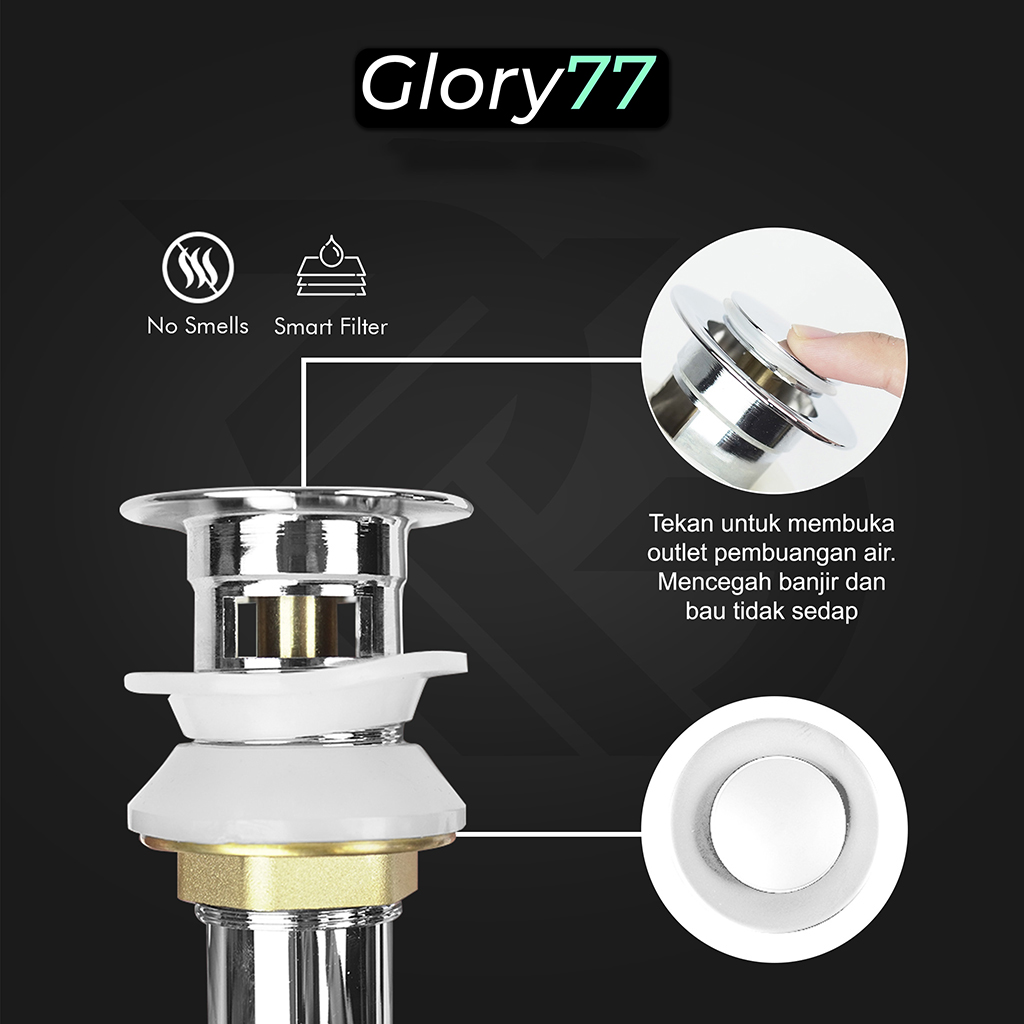 Glory77
No Smells
Smart Filter
Tekan untuk membuka
outlet pembuangan air.
Mencegah banjir dan
bau tidak sedap